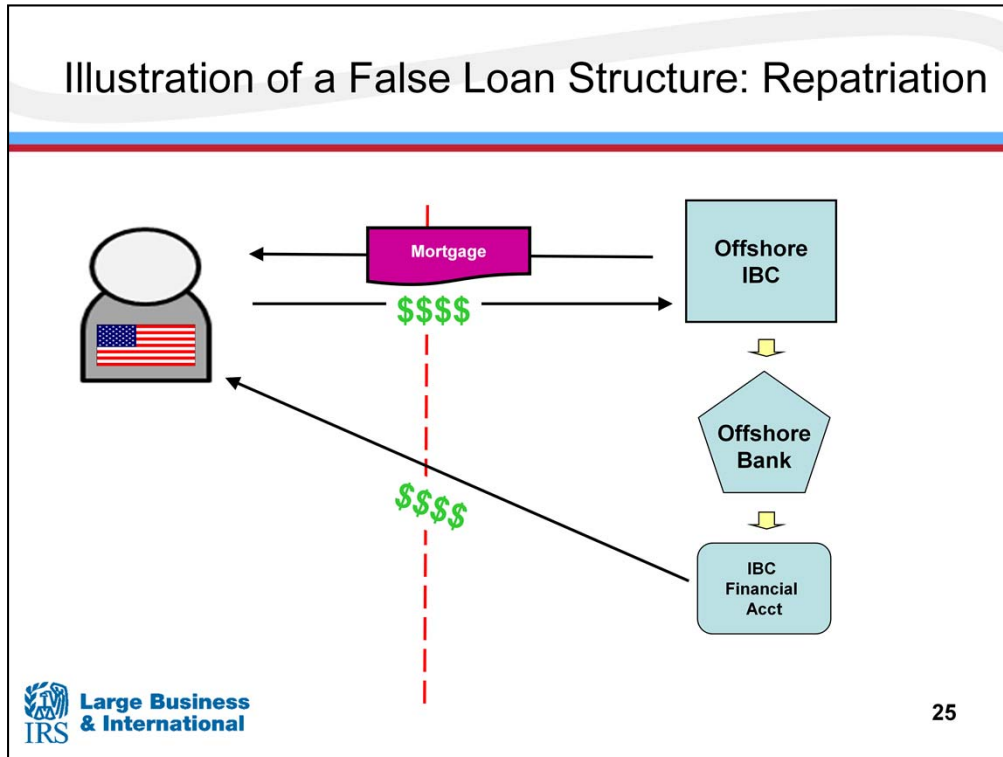 Illustration of a False Loan Structure: Repatriation
Mortgage
$$$$
Offshore
IBC
Offshore
Bank
$$$$
IBC
Financial
Acct
IRS
Large Business
& International
25